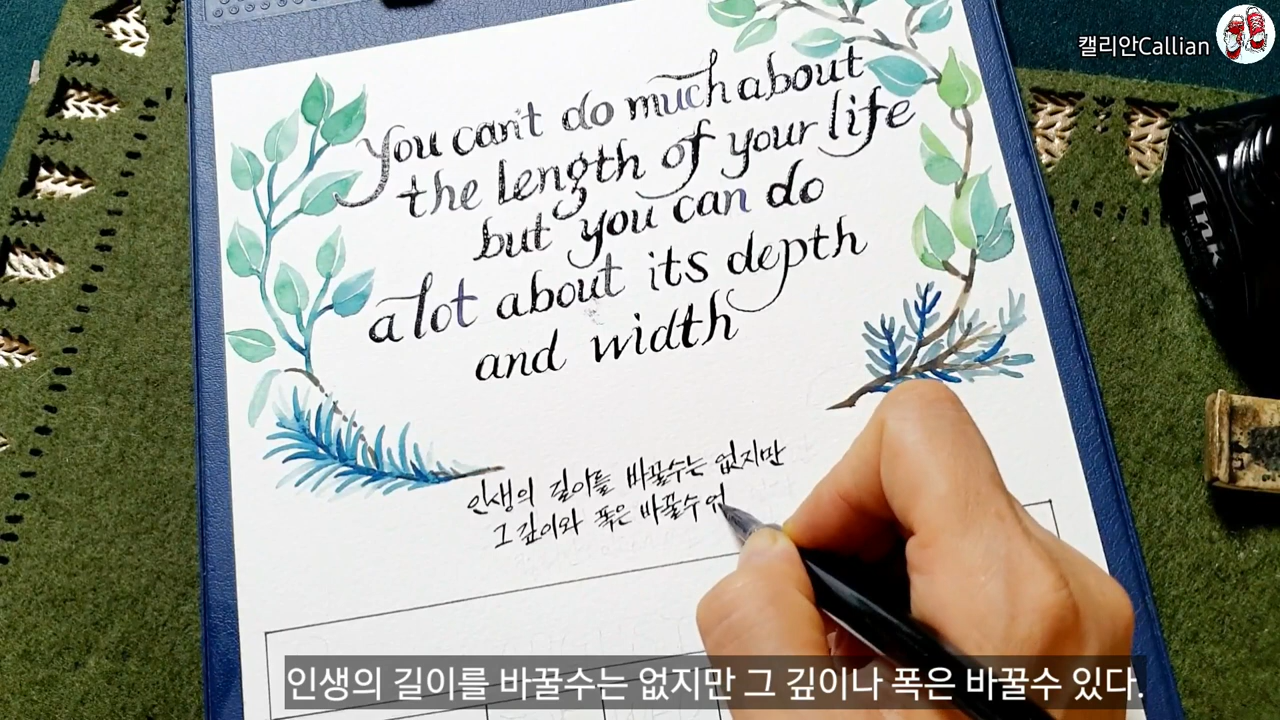 캘리안Callian
You can't do much about
the length of your life
but you can do
a lot about its depth
and width
Ink
인생의 길이를 바꿀수는 없지만
그 깊이와 폭은 바꿀수
인생의 길이를 바꿀수는 없지만 그 깊이나 폭은 바꿀수 있다.